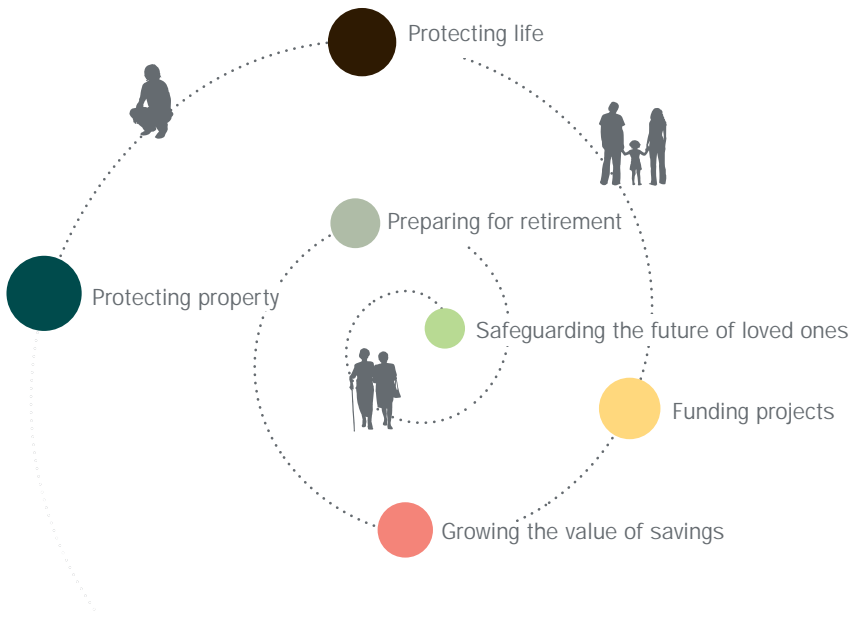 Protecting life
Preparing for retirement
Protecting property
Safeguarding the future of loved ones
Funding projects
Growing the value of savings